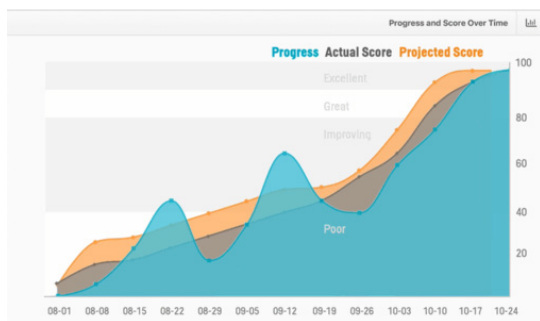 Progress and Score Over Time
Progress Actual Score Projected Score
Excellent
Great
Improving
Poor
100
80
60
40
20
08-01 08-08 08-15 08-22 08-29 09-05 09-12 09-19 09-26 10-03 10-10 10-17 10-24